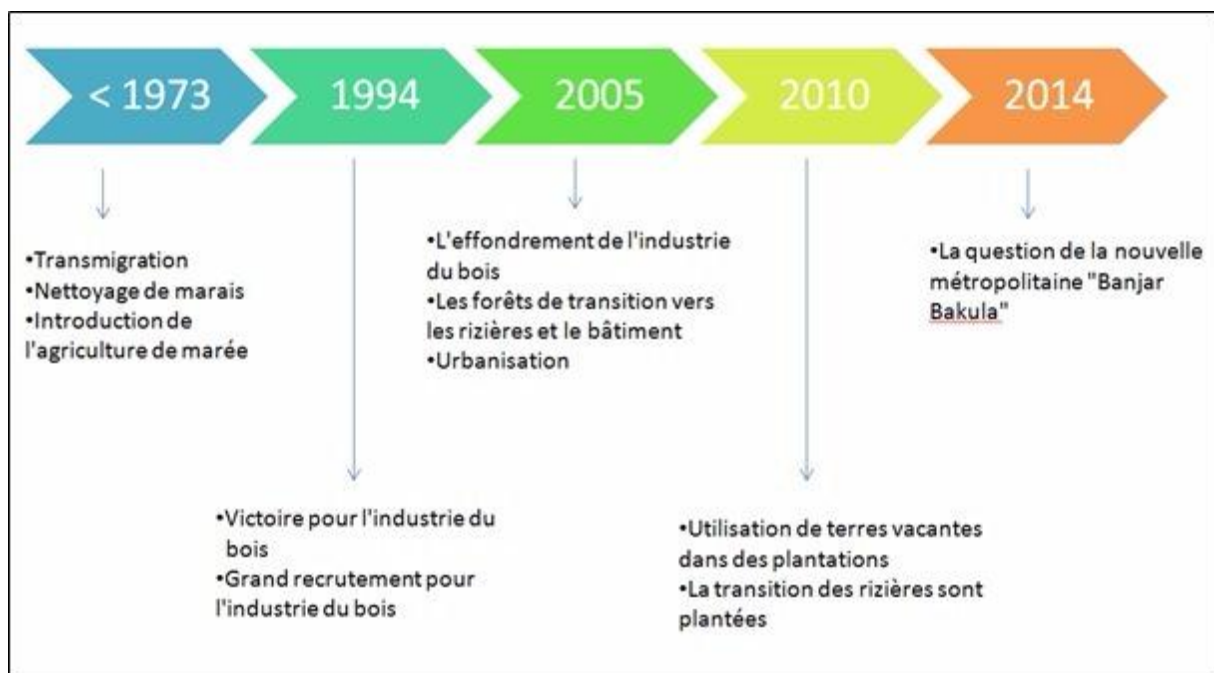 < 1973
1994
2005
2010
2014
•Transmigration
•Nettoyage de marais
•Introduction de
l'agriculture de marée
•Victoire pour l'industrie du
bois
•Grand recrutement pour
l'industrie du bois
•L'effondrement de l'industrie
du bois
•Les forêts de transition vers
les rizières et le bâtiment
•Urbanisation
•Utilisation de terres vacantes
dans des plantations
•La transition des rizières sont
plantées
•La question de la nouvelle
métropolitaine "Banjar
Bakula"